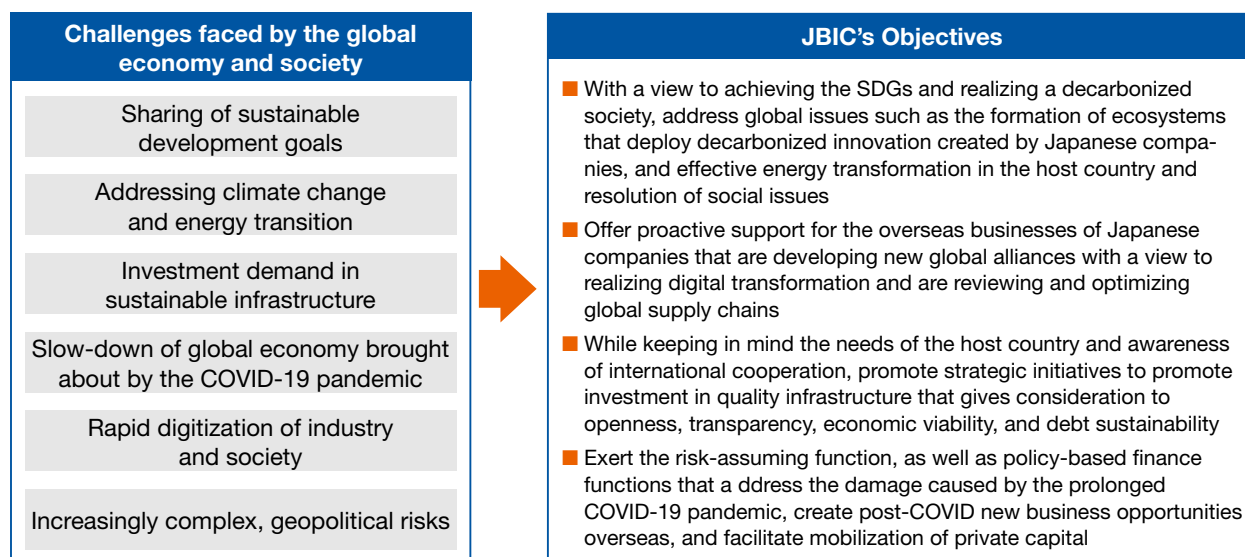 Challenges faced by the global
economy and society
Sharing of sustainable
development goals
Addressing climate change
and energy transition
Investment demand in
sustainable infrastructure
Slow-down of global economy brought
about by the COVID-19 pandemic
Rapid digitization of industry
and society
Increasingly complex, geopolitical risks
JBIC's Objectives
■ With a view to achieving the SDGs and realizing a decarbonized
society, address global issues such as the formation of ecosystems
that deploy decarbonized innovation created by Japanese compa-
nies, and effective energy transformation in the host country and
resolution of social issues
■ Offer proactive support for the overseas businesses of Japanese
companies that are developing new global alliances with a view to
realizing digital transformation and are reviewing and optimizing
global supply chains
■ While keeping in mind the needs of the host country and awareness
of international cooperation, promote strategic initiatives to promote
investment in quality infrastructure that gives consideration to
openness, transparency, economic viability, and debt sustainability
■ Exert the risk-assuming function, as well as policy-based finance
functions that a ddress the damage caused by the prolonged
COVID-19 pandemic, create post-COVID new business opportunities
overseas, and facilitate mobilization of private capital